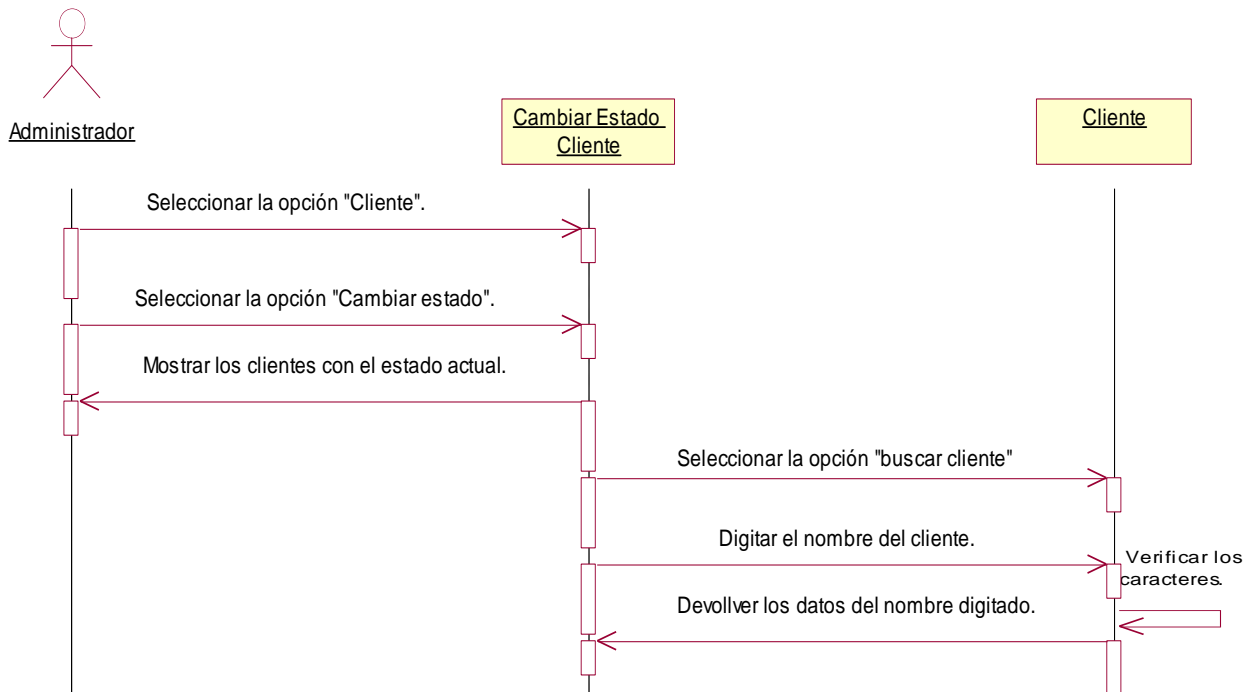 Administrador
Cambiar Estado
Cliente
Cliente
Seleccionar la opción "Cliente".
Seleccionar la opción "Cambiar estado".
Mostrar los clientes con el estado actual.
Seleccionar la opción "buscar cliente"
Digitar el nombre del cliente.
Verificar los
caracteres.
Devollver los datos del nombre digitado.